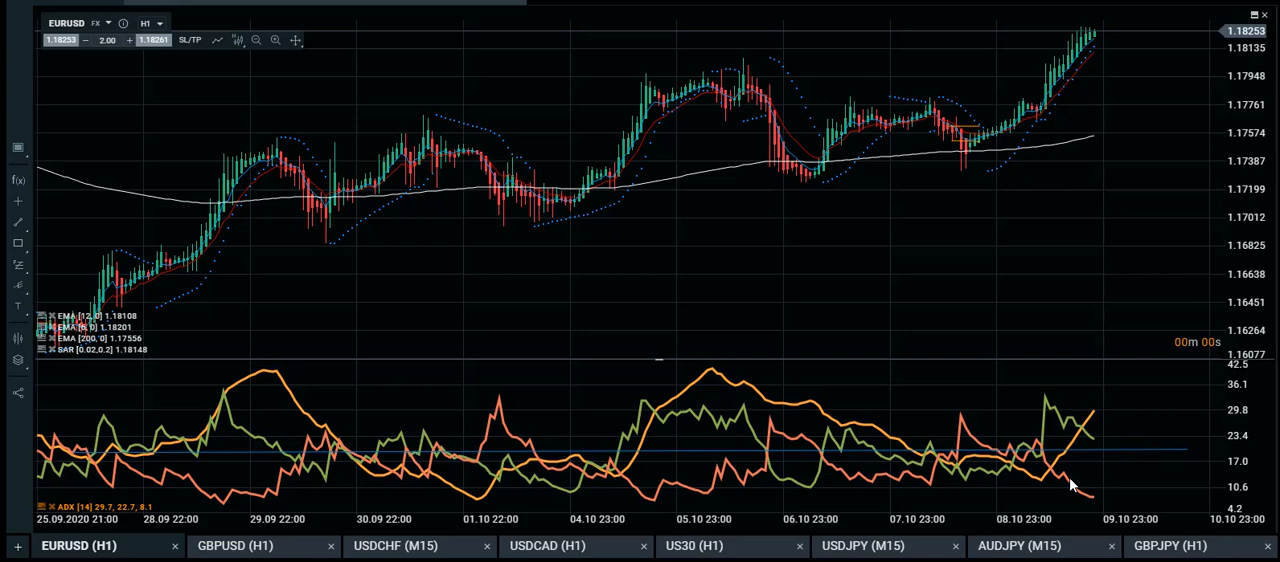 EURUSD FX H1
1.18253 − 2.00 + 1.18261 SL/TP
f(x)
T
1.18253
1.18135
1.17948
1.17761
1.17574
1.17387
1.17199
1.17012
1.16825
1.16638
1.16451
1.16264
1.16077
EMA [12, 0] 1.18108
EMA [6, 0] 1.18201
EMA [200, 0] 1.17556
SAR [0.02,0.2] 1.18148
00m 00s
42.5
36.1
29.8
23.4
17.0
10.6
4.2
ADX [14] 29.7, 22.7, 8.1
25.09.2020 21:00 28.09 22:00 29.09 22:00 30.09 22:00 01.10 22:00 04.10 23:00 05.10 23:00 06.10 23:00 07.10 23:00 08.10 23:00 09.10 23:00 10.10 23:00
+ EURUSD (H1) × GBPUSD (H1) × USDCHF (M15) × USDCAD (H1) × US30 (H1) × USDJPY (M15) × AUDJPY (M15) × GBPJPY (H1) ×